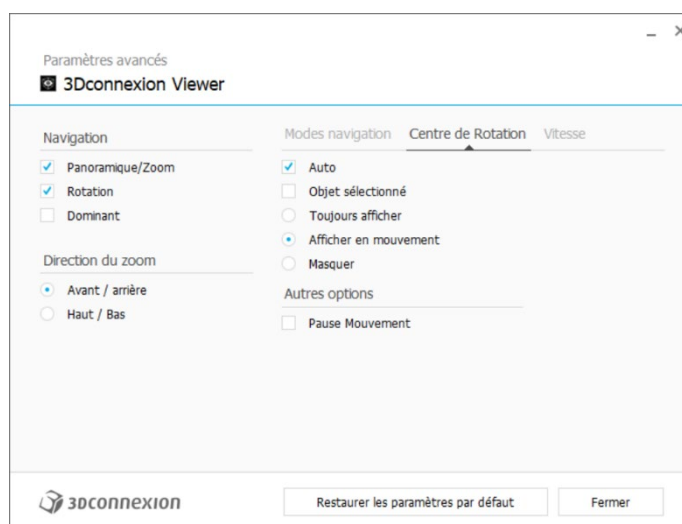 Paramètres avancés
3Dconnexion Viewer
Navigation
Panoramique/Zoom
Rotation
Dominant
Direction du zoom
Avant / arrière
Haut / Bas
Modes navigation Centre de Rotation Vitesse
Auto
Objet sélectionné
Toujours afficher
Afficher en mouvement
Masquer
Autres options
Pause Mouvement
3Dconnexion
Restaurer les paramètres par défaut Fermer